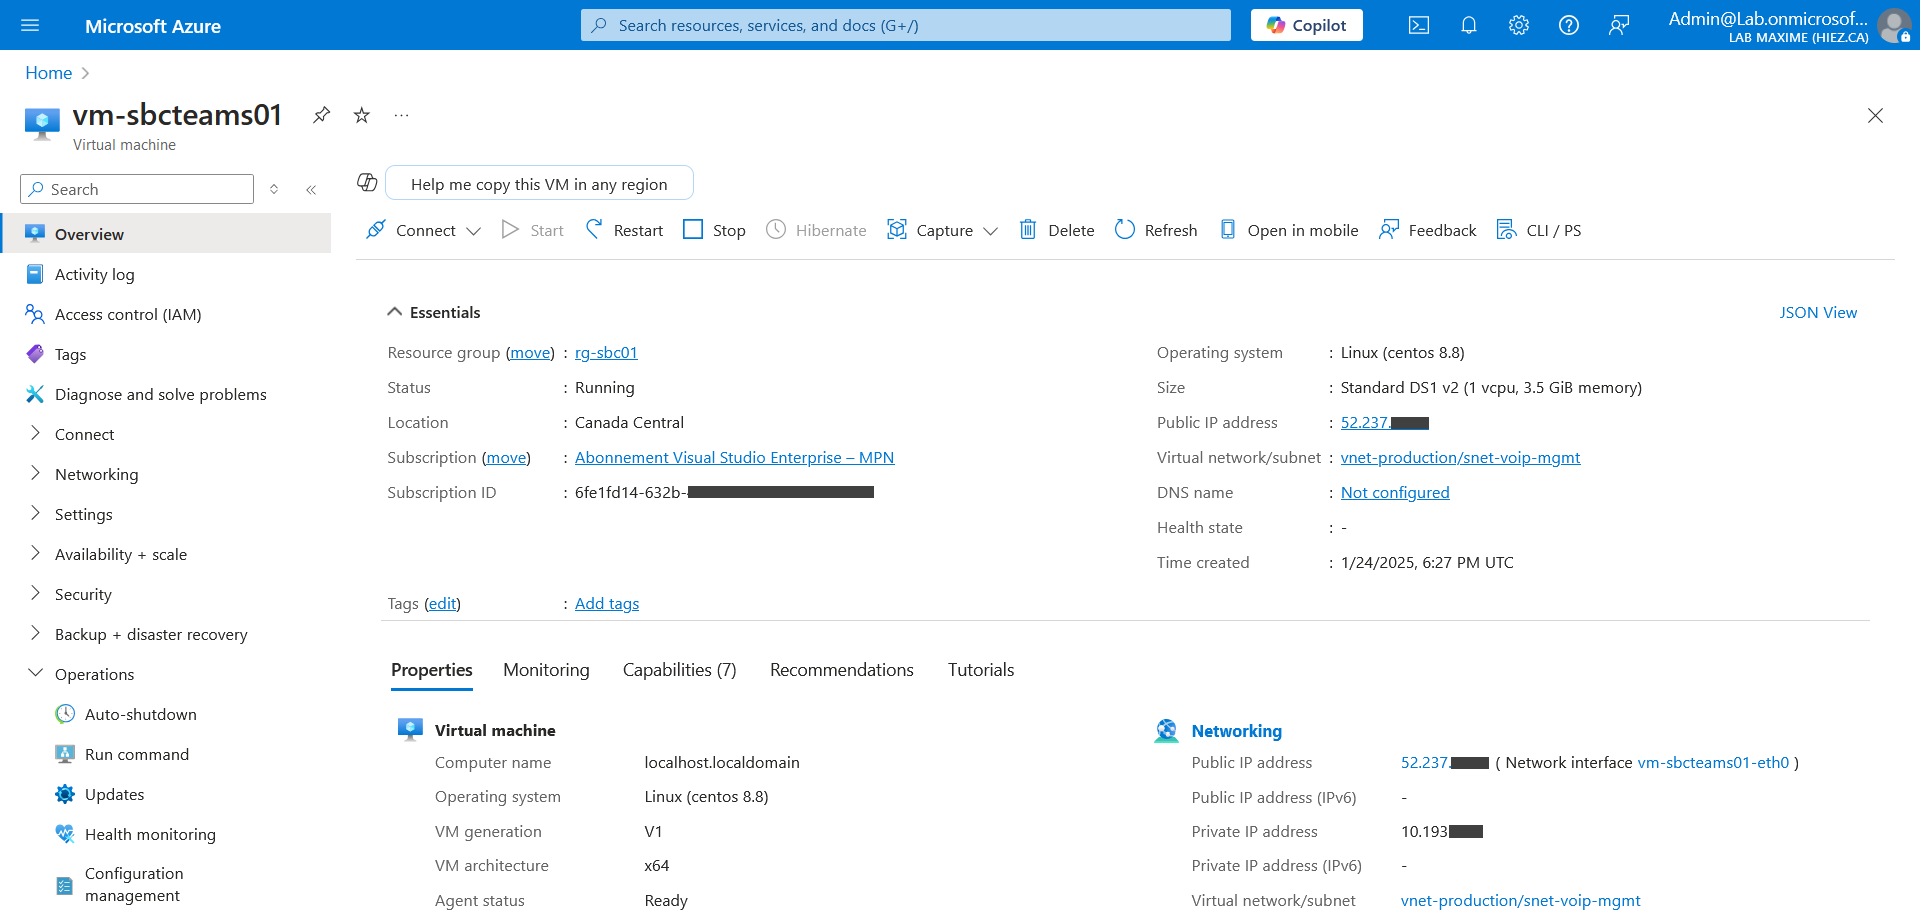 Microsoft Azure
Search resources, services, and docs (G+/)
Copilot
Admin@Lab.onmicrosof...
LAB MAXIME (HIEZ.CA)
Home
vm-sbcteams01
Virtual machine
Search
Overview
Activity log
Access control (IAM)
Tags
Diagnose and solve problems
Connect
Networking
Settings
Availability + scale
Security
Backup + disaster recovery
Operations
Auto-shutdown
Run command
Updates
Health monitoring
Configuration
management
Help me copy this VM in any region
Connect Start Restart Stop Hibernate Capture Delete Refresh Open in mobile Feedback CLI / PS
Essentials
JSON View
Resource group (move) : rg-sbc01
Status : Running
Location : Canada Central
Subscription (move) : Abonnement Visual Studio Enterprise – MPN
Subscription ID : 6fe1fd14-632b-
Operating system : Linux (centos 8.8)
Size : Standard DS1 v2 (1 vcpu, 3.5 GiB memory)
Public IP address : 52.237.
Virtual network/subnet : vnet-production/snet-voip-mgmt
DNS name : Not configured
Health state : -
Time created : 1/24/2025, 6:27 PM UTC
Tags (edit) : Add tags
Properties Monitoring Capabilities (7) Recommendations Tutorials
Virtual machine
Computer name localhost.localdomain
Operating system Linux (centos 8.8)
VM generation V1
VM architecture x64
Agent status Ready
Networking
Public IP address 52.237. ( Network interface vm-sbcteams01-eth0 )
Public IP address (IPv6) -
Private IP address 10.193
Private IP address (IPv6) -
Virtual network/subnet vnet-production/snet-voip-mgmt